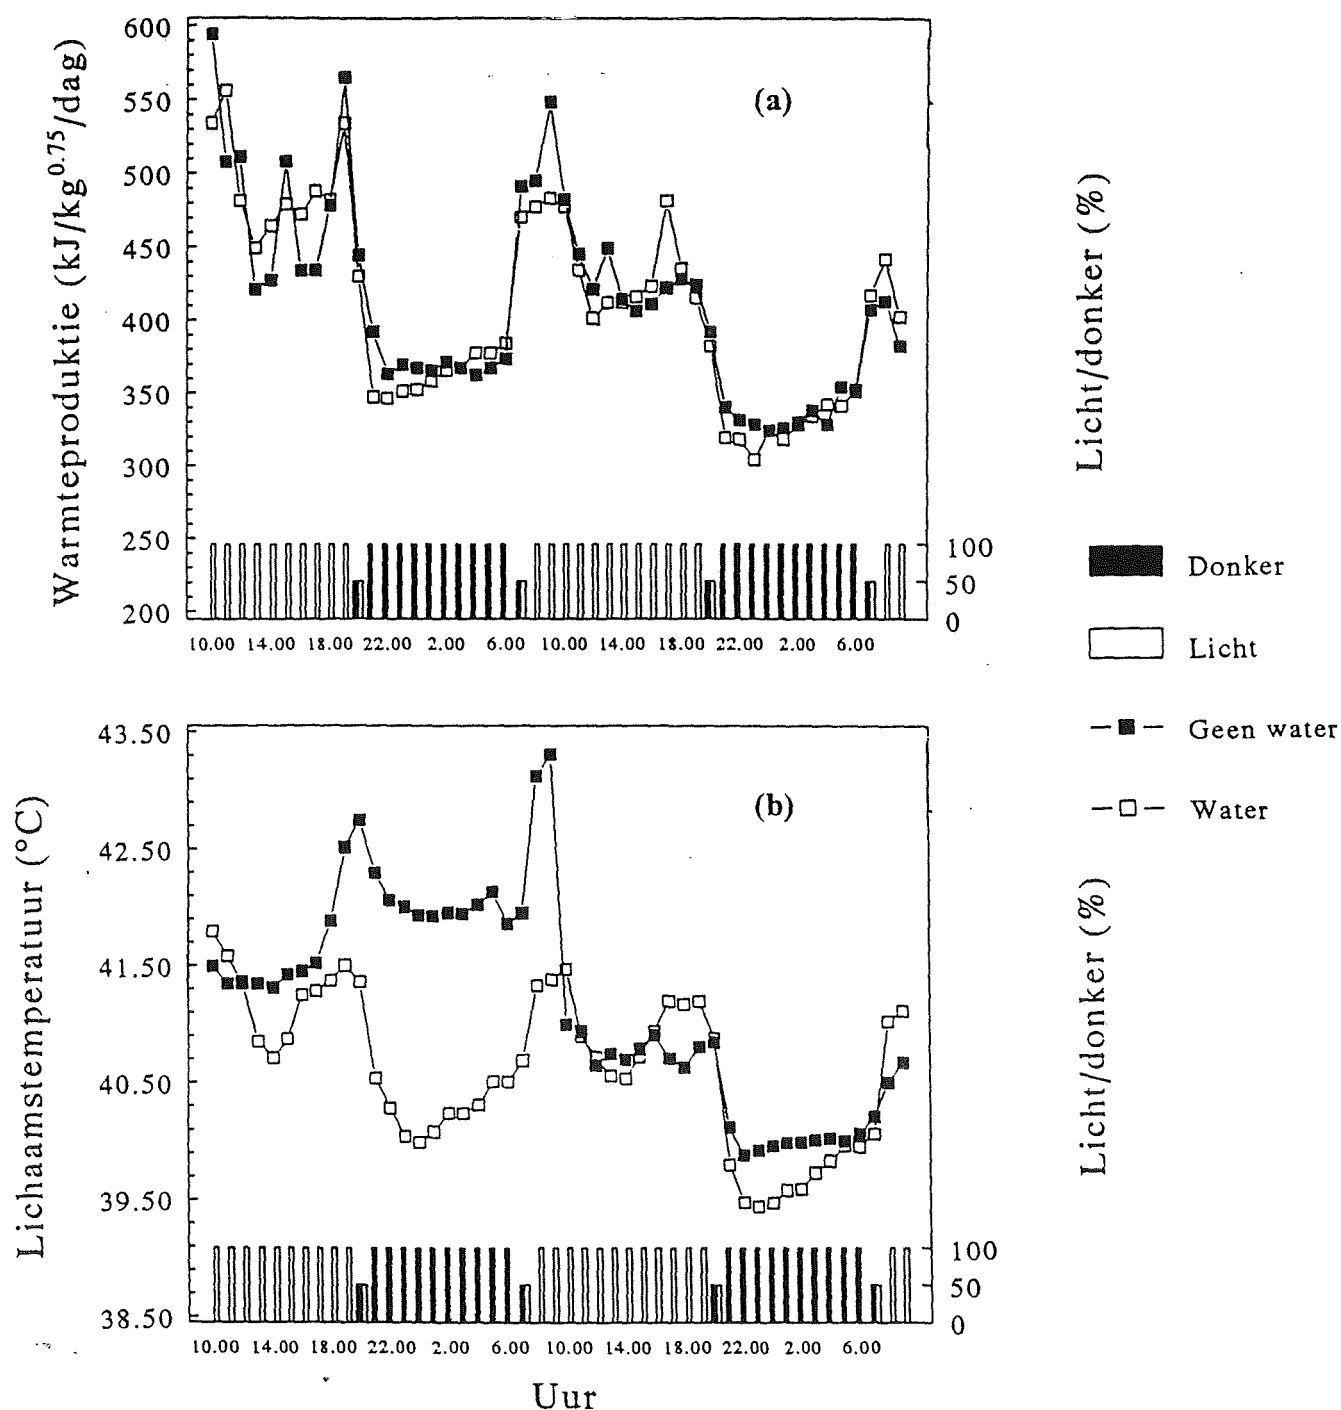 Warmteproduktie (kJ/kg^0.75/dag)
600
550
500
450
400
350
300
250
200
(a)
100
50
0
Licht/donker (%)
10.00 14.00 18.00 22.00 2.00 6.00 10.00 14.00 18.00 22.00 2.00 6.00
Donker
Licht
Geen water
Water
Lichaamstemperatuur (°C)
43.50
42.50
41.50
40.50
39.50
38.50
(b)
100
50
0
Licht/donker (%)
10.00 14.00 18.00 22.00 2.00 6.00 10.00 14.00 18.00 22.00 2.00 6.00
Uur